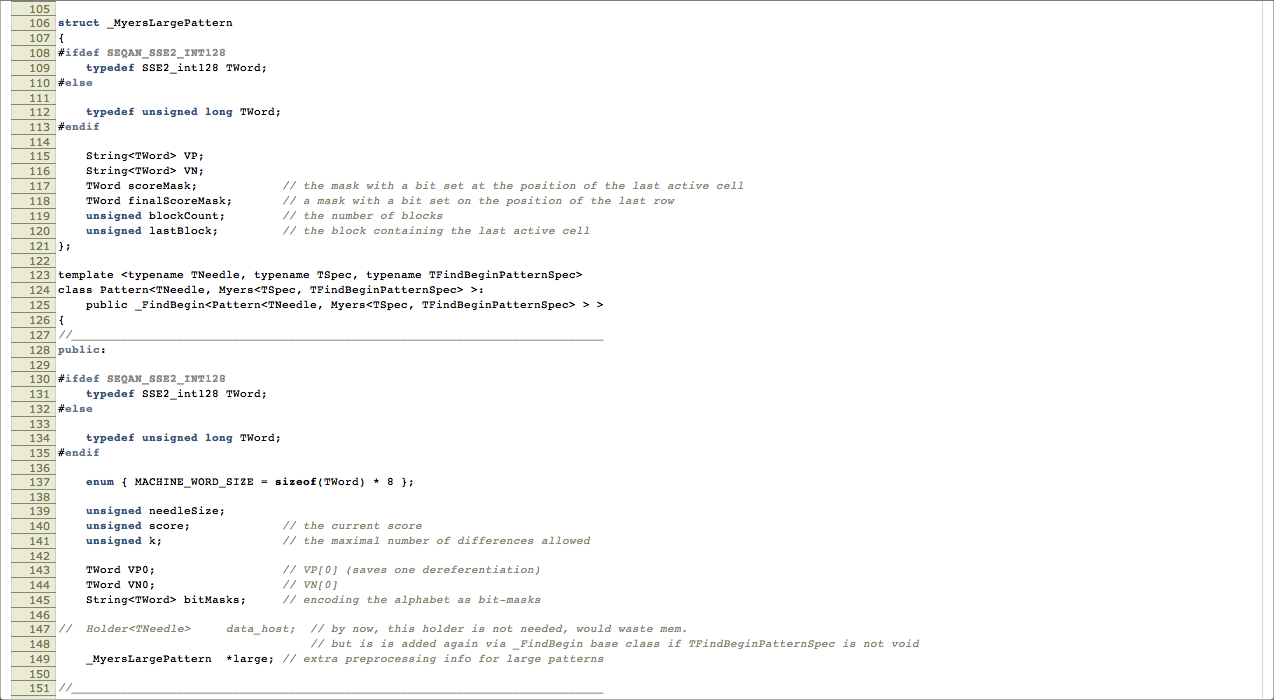 105
106 struct _MyersLargePattern
107 {
108 #ifdef SEQAN_SSE2_INT128
109     typedef SSE2_int128 TWord;
110 #else
111
112     typedef unsigned long TWord;
113 #endif
114
115     String<TWord> VP;
116     String<TWord> VN;
117     TWord scoreMask;            // the mask with a bit set at the position of the last active cell
118     TWord finalScoreMask;       // a mask with a bit set on the position of the last row
119     unsigned blockCount;        // the number of blocks
120     unsigned lastBlock;         // the block containing the last active cell
121 };
122
123 template <typename TNeedle, typename TSpec, typename TFindBeginPatternSpec>
124 class Pattern<TNeedle, Myers<TSpec, TFindBeginPatternSpec> >:
125     public _FindBegin<Pattern<TNeedle, Myers<TSpec, TFindBeginPatternSpec> > >
126 {
127 //____________________________________________________________________________
128 public:
129
130 #ifdef SEQAN_SSE2_INT128
131     typedef SSE2_int128 TWord;
132 #else
133
134     typedef unsigned long TWord;
135 #endif
136
137     enum { MACHINE_WORD_SIZE = sizeof(TWord) * 8 };
138
139     unsigned needleSize;
140     unsigned score;             // the current score
141     unsigned k;                 // the maximal number of differences allowed
142
143     TWord VP0;                  // VP[0] (saves one dereferentiation)
144     TWord VN0;                  // VN[0]
145     String<TWord> bitMasks;     // encoding the alphabet as bit-masks
146
147 //  Holder<TNeedle>     data_host;  // by now, this holder is not needed, would waste mem.
148                                     // but is is added again via _FindBegin base class if TFindBeginPatternSpec is not void
149     _MyersLargePattern  *large; // extra preprocessing info for large patterns
150
151 //____________________________________________________________________________